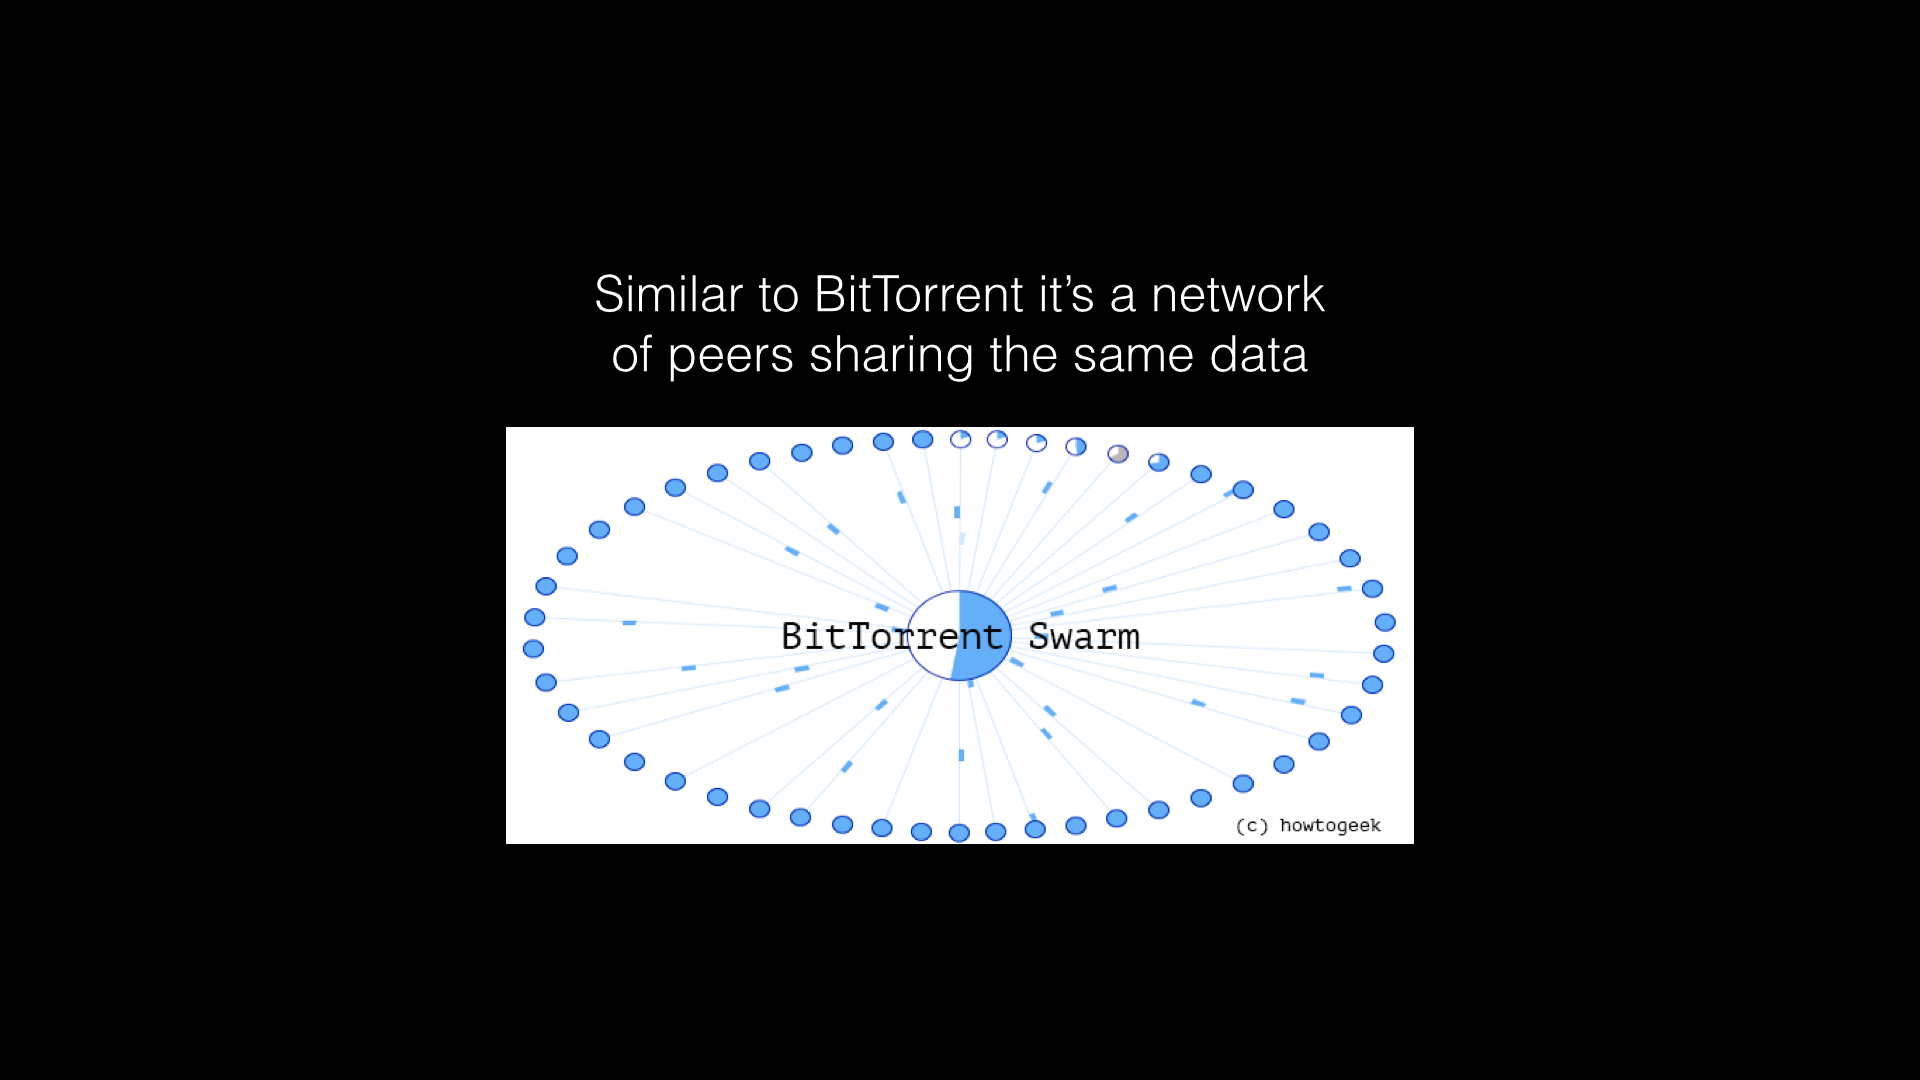 Similar to BitTorrent it’s a network
of peers sharing the same data
BitTorrent Swarm
(c) howtogeek